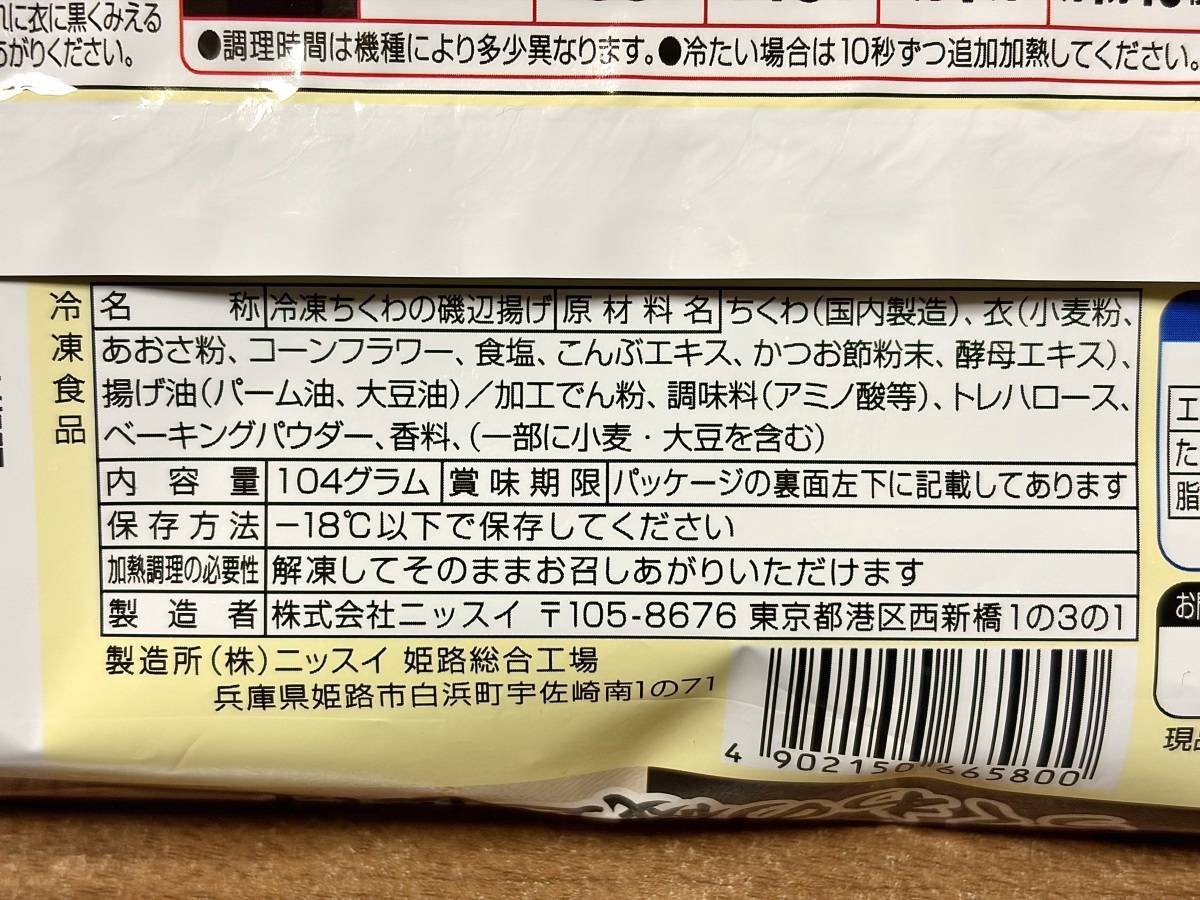 れに衣に黒くみえる
うがりください。
●調理時間は機種により多少異なります。●冷たい場合は10秒ずつ追加加熱してください。
冷凍食品
名称 冷凍ちくわの磯辺揚げ 原材料名 ちくわ(国内製造)、衣(小麦粉、
あおさ粉、コーンフラワー、食塩、こんぶエキス、かつお節粉末、酵母エキス)、
揚げ油(パーム油、大豆油)/加工でん粉、調味料(アミノ酸等)、トレハロース、
ベーキングパウダー、香料、(一部に小麦・大豆を含む)
内容量 104グラム 賞味期限 パッケージの裏面左下に記載してあります
保存方法 -18℃以下で保存してください
加熱調理の必要性 解凍してそのままお召しあがりいただけます
製造者 株式会社ニッスイ 〒105-8676 東京都港区西新橋1の3の1
製造所(株)ニッスイ 姫路総合工場
兵庫県姫路市白浜町宇佐崎南1の71
4 902150 665800
エ
た
脂
お
現品